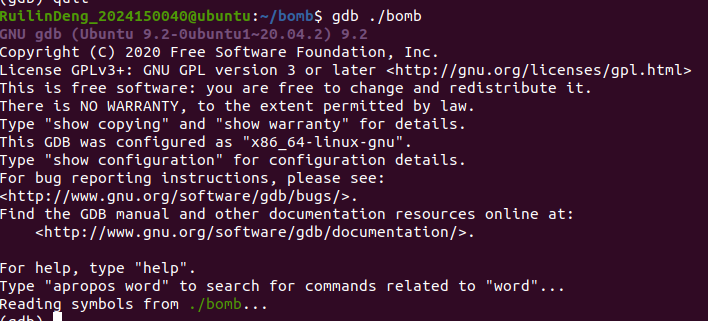 (gdb) quit
RuilinDeng_2024150040@ubuntu:~/bomb$ gdb ./bomb
GNU gdb (Ubuntu 9.2-0ubuntu1~20.04.2) 9.2
Copyright (C) 2020 Free Software Foundation, Inc.
License GPLv3+: GNU GPL version 3 or later <http://gnu.org/licenses/gpl.html>
This is free software: you are free to change and redistribute it.
There is NO WARRANTY, to the extent permitted by law.
Type "show copying" and "show warranty" for details.
This GDB was configured as "x86_64-linux-gnu".
Type "show configuration" for configuration details.
For bug reporting instructions, please see:
<http://www.gnu.org/software/gdb/bugs/>.
Find the GDB manual and other documentation resources online at:
    <http://www.gnu.org/software/gdb/documentation/>.

For help, type "help".
Type "apropos word" to search for commands related to "word"...
Reading symbols from ./bomb...
(gdb)